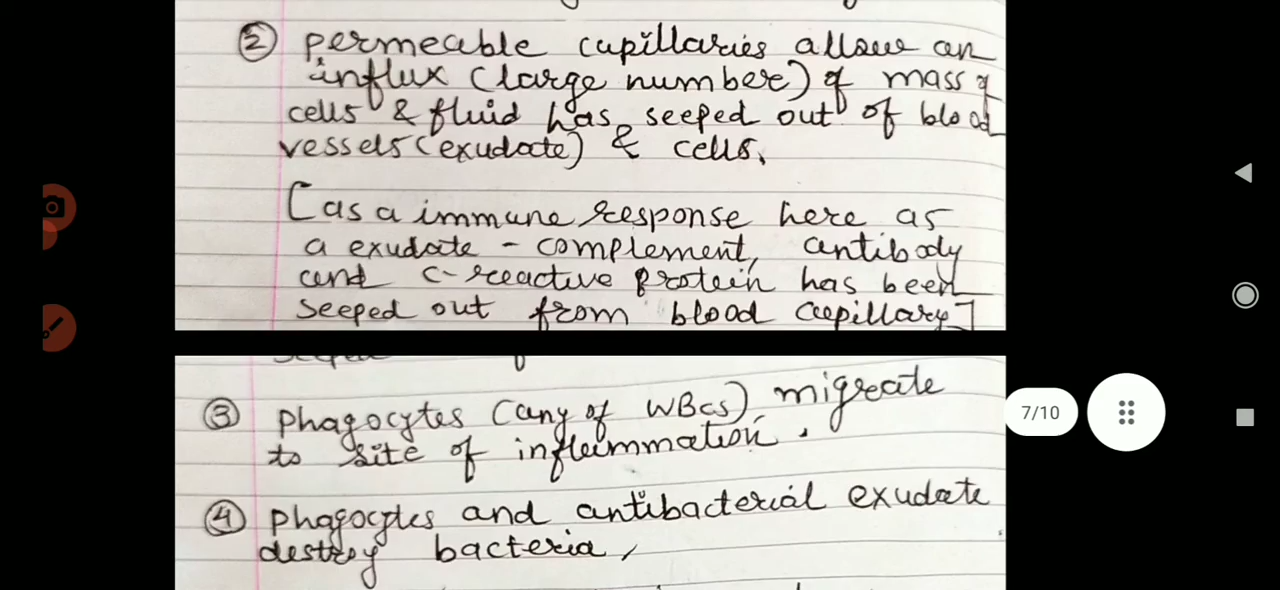 ② permeable capillaries allow an
influx (large number) of mass of
cells & fluid has seeped out of blood
vessels (exudate) & cells.
[as a immune response here as
a exudate - complement, antibody
and c-reactive protein has been
seeped out from blood capillary]
③ phagocytes (any of WBCs) migrate
to site of inflammation.
7/10
④ phagocytes and antibacterial exudate
destroy bacteria,